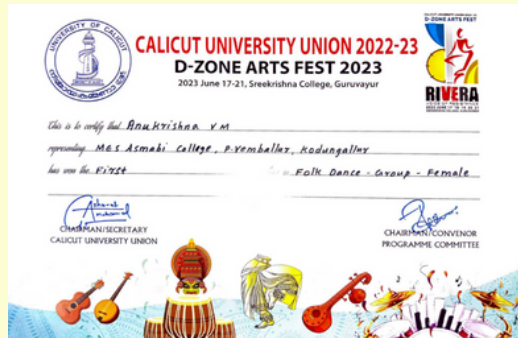 UNIVERSITY OF CALICUT
CALICUT UNIVERSITY UNION 2022-23
D-ZONE ARTS FEST 2023
2023 June 17-21, Sreekrishna College, Guruvayur
D-ZONE ARTS FEST
RIVERA
This is to certify that Anukrishna V M
representing MES Asmabi College, P.Vemballur, Kodungallur
has won the First
Folk Dance - Group - Female
CHAIRMAN/SECRETARY
CALICUT UNIVERSITY UNION
CHAIRMAN/CONVENOR
PROGRAMME COMMITTEE